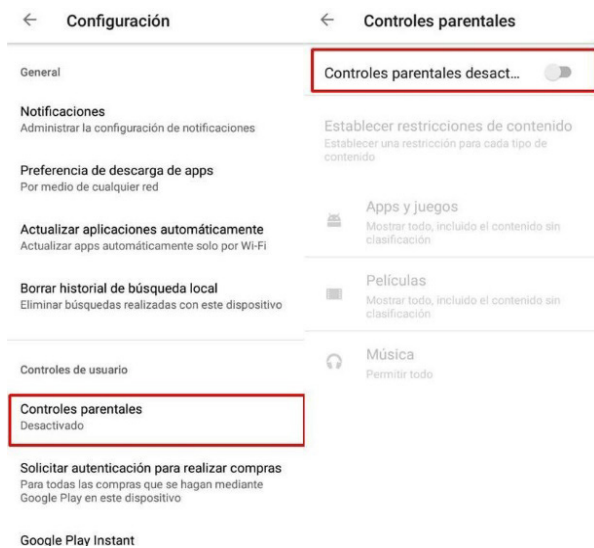 Configuración
General
Notificaciones
Administrar la configuración de notificaciones
Preferencia de descarga de apps
Por medio de cualquier red
Actualizar aplicaciones automáticamente
Actualizar apps automáticamente solo por Wi-Fi
Borrar historial de búsqueda local
Eliminar búsquedas realizadas con este dispositivo
Controles de usuario
Controles parentales
Desactivado
Solicitar autenticación para realizar compras
Para todas las compras que se hagan mediante
Google Play en este dispositivo
Google Play Instant
Controles parentales
Controles parentales desact...
Establecer restricciones de contenido
Establecer una restricción para cada tipo de
contenido
Apps y juegos
Mostrar todo, incluido el contenido sin
clasificación
Películas
Mostrar todo, incluido el contenido sin
clasificación
Música
Permitir todo